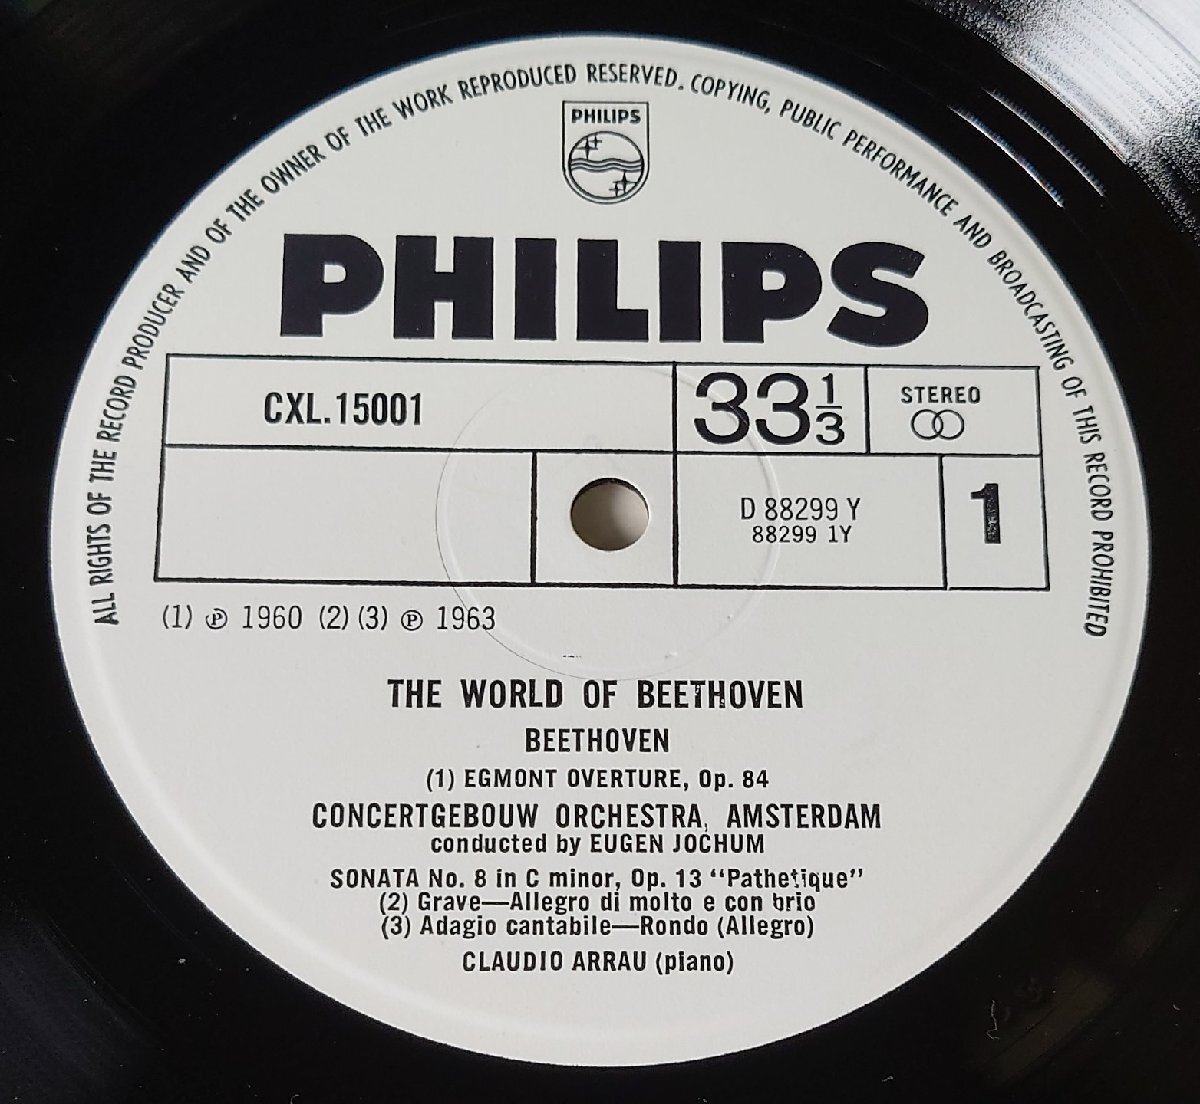 ALL RIGHTS OF THE RECORD PRODUCER AND OF THE OWNER OF THE WORK REPRODUCED RESERVED. COPYING, PUBLIC PERFORMANCE AND BROADCASTING OF THIS RECORD PROHIBITED
PHILIPS
PHILIPS
CXL.15001
33 1/3
STEREO
D 88299 Y
88299 1Y
1
(1) ℗ 1960 (2) (3) ℗ 1963
THE WORLD OF BEETHOVEN
BEETHOVEN
(1) EGMONT OVERTURE, Op. 84
CONCERTGEBOUW ORCHESTRA, AMSTERDAM
conducted by EUGEN JOCHUM
SONATA No. 8 in C minor, Op. 13 “Pathetique”
(2) Grave—Allegro di molto e con brio
(3) Adagio cantabile—Rondo (Allegro)
CLAUDIO ARRAU (piano)